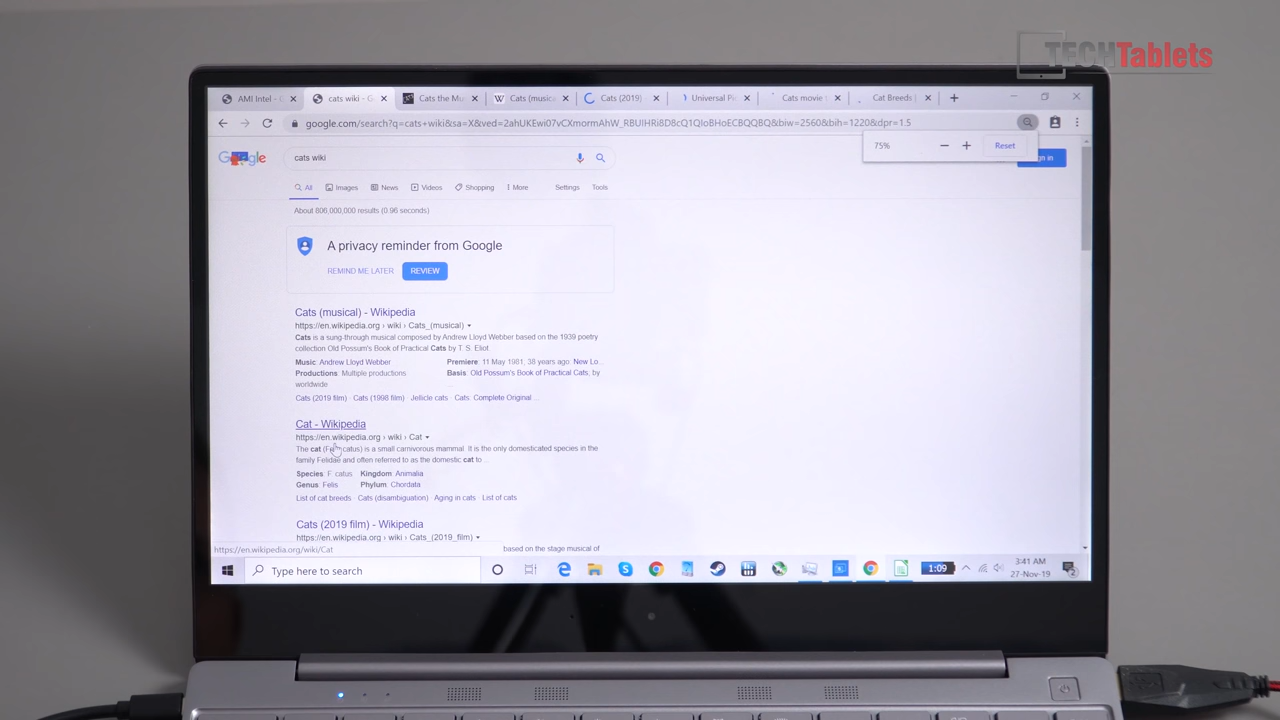 TECHTablets
AMI Intel - 
cats wiki - G
Cats the Mu
Cats (music
Cats (2019)
Universal Pi
Cats movie t
Cat Breeds |
google.com/search?q=cats+wiki&sa=X&ved=2ahUKEwi07vCXmormAhW_RBUIHRi8D8cQ1QIoBHoECBQQBQ&biw=2560&bih=1220&dpr=1.5
75%
Reset
Google
cats wiki
gn in
All
Images
News
Videos
Shopping
More
Settings
Tools
About 806,000,000 results (0.96 seconds)
A privacy reminder from Google
REMIND ME LATER
REVIEW
Cats (musical) - Wikipedia
https://en.wikipedia.org › wiki › Cats_(musical)
Cats is a sung-through musical composed by Andrew Lloyd Webber based on the 1939 poetry
collection Old Possum's Book of Practical Cats by T. S. Eliot.
Music: Andrew Lloyd Webber
Premiere: 11 May 1981, 38 years ago: New Lo...
Productions: Multiple productions
Basis: Old Possum's Book of Practical Cats, by
worldwide
Cats (2019 film) · Cats (1998 film) · Jellicle cats · Cats: Complete Original ...
Cat - Wikipedia
https://en.wikipedia.org › wiki › Cat
The cat (Felis catus) is a small carnivorous mammal. It is the only domesticated species in the
family Felidae and often referred to as the domestic cat to ...
Species: F. catus
Kingdom: Animalia
Genus: Felis
Phylum: Chordata
List of cat breeds · Cats (disambiguation) · Aging in cats · List of cats
Cats (2019 film) - Wikipedia
https://en.wikipedia.org › wiki › Cats_(2019_film)
https://en.wikipedia.org/wiki/Cat
based on the stage musical of
Type here to search
1:09
3:41 AM
27-Nov-19
2